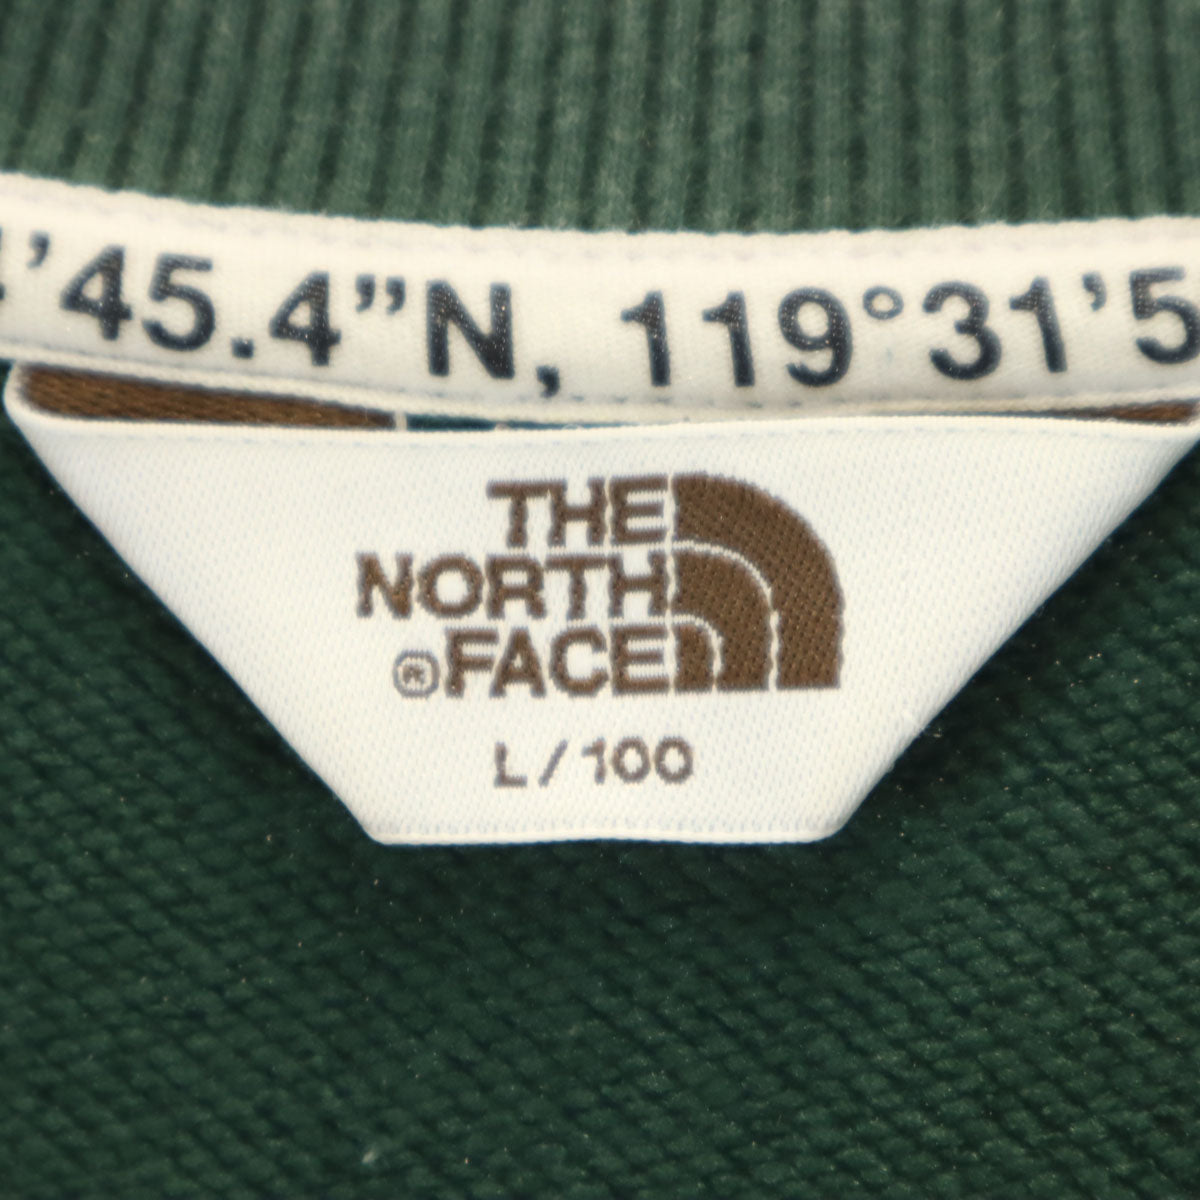 '45.4”N, 119°31’5
THE
NORTH
®FACE
L/100